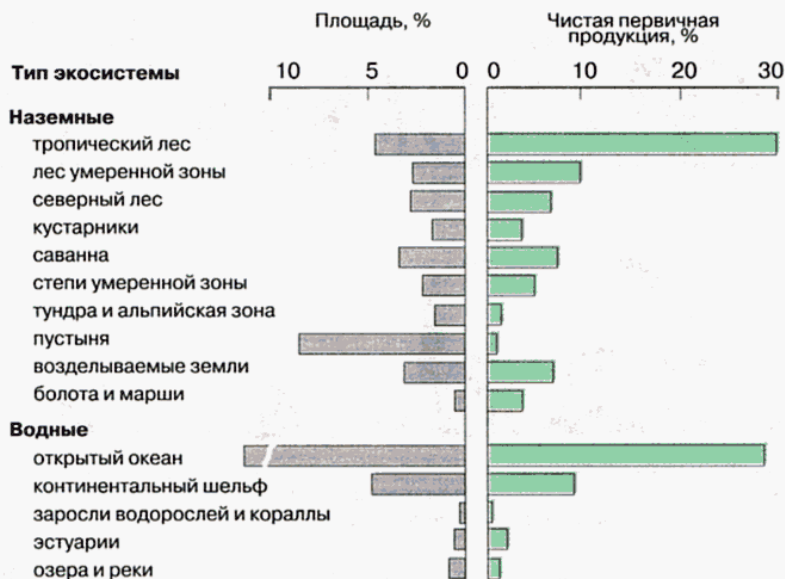 Площадь, %
Чистая первичная
продукция, %
Тип экосистемы
10 5 0 0 10 20 30
Наземные
тропический лес
лес умеренной зоны
северный лес
кустарники
саванна
степи умеренной зоны
тундра и альпийская зона
пустыня
возделываемые земли
болота и марши
Водные
открытый океан
континентальный шельф
заросли водорослей и кораллы
эстуарии
озера и реки